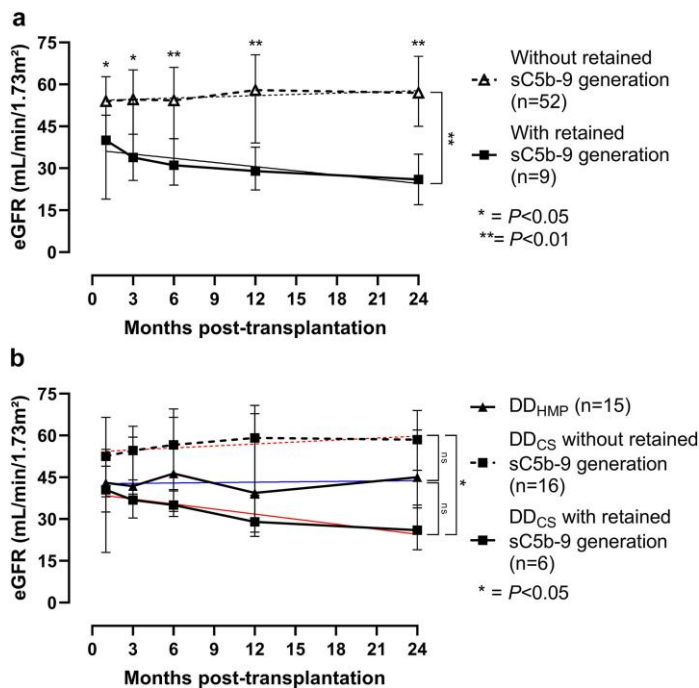 a
75
60
45
30
15
0
eGFR (mL/min/1.73m²)
*
*
**
**
**
**
0 3 6 9 12 15 18 21 24
Months post-transplantation
Without retained
sC5b-9 generation
(n=52)
With retained
sC5b-9 generation
(n=9)
* = P<0.05
**= P<0.01
b
75
60
45
30
15
0
eGFR (mL/min/1.73m²)
ns
ns
*
0 3 6 9 12 15 18 21 24
Months post-transplantation
DDHMP (n=15)
DDCS without retained
sC5b-9 generation
(n=16)
DDCS with retained
sC5b-9 generation
(n=6)
* = P<0.05